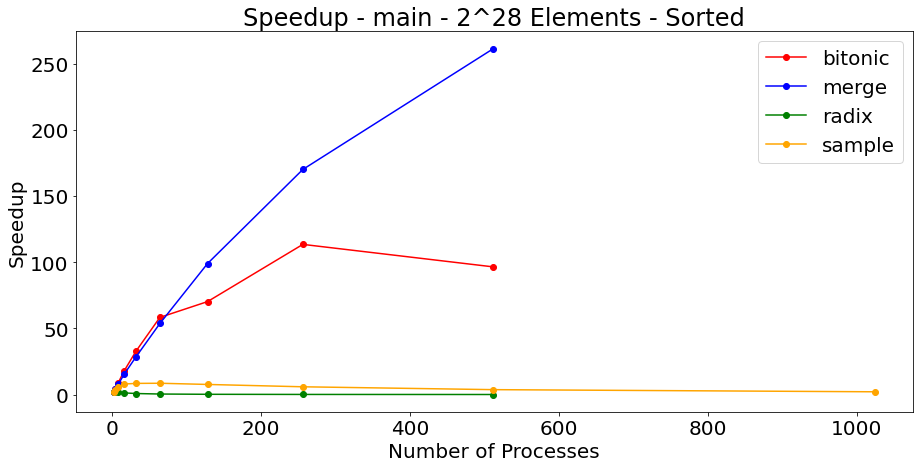 Speedup - main - 2^28 Elements - Sorted
250
200
150
100
50
0
Speedup
bitonic
merge
radix
sample
0 200 400 600 800 1000
Number of Processes